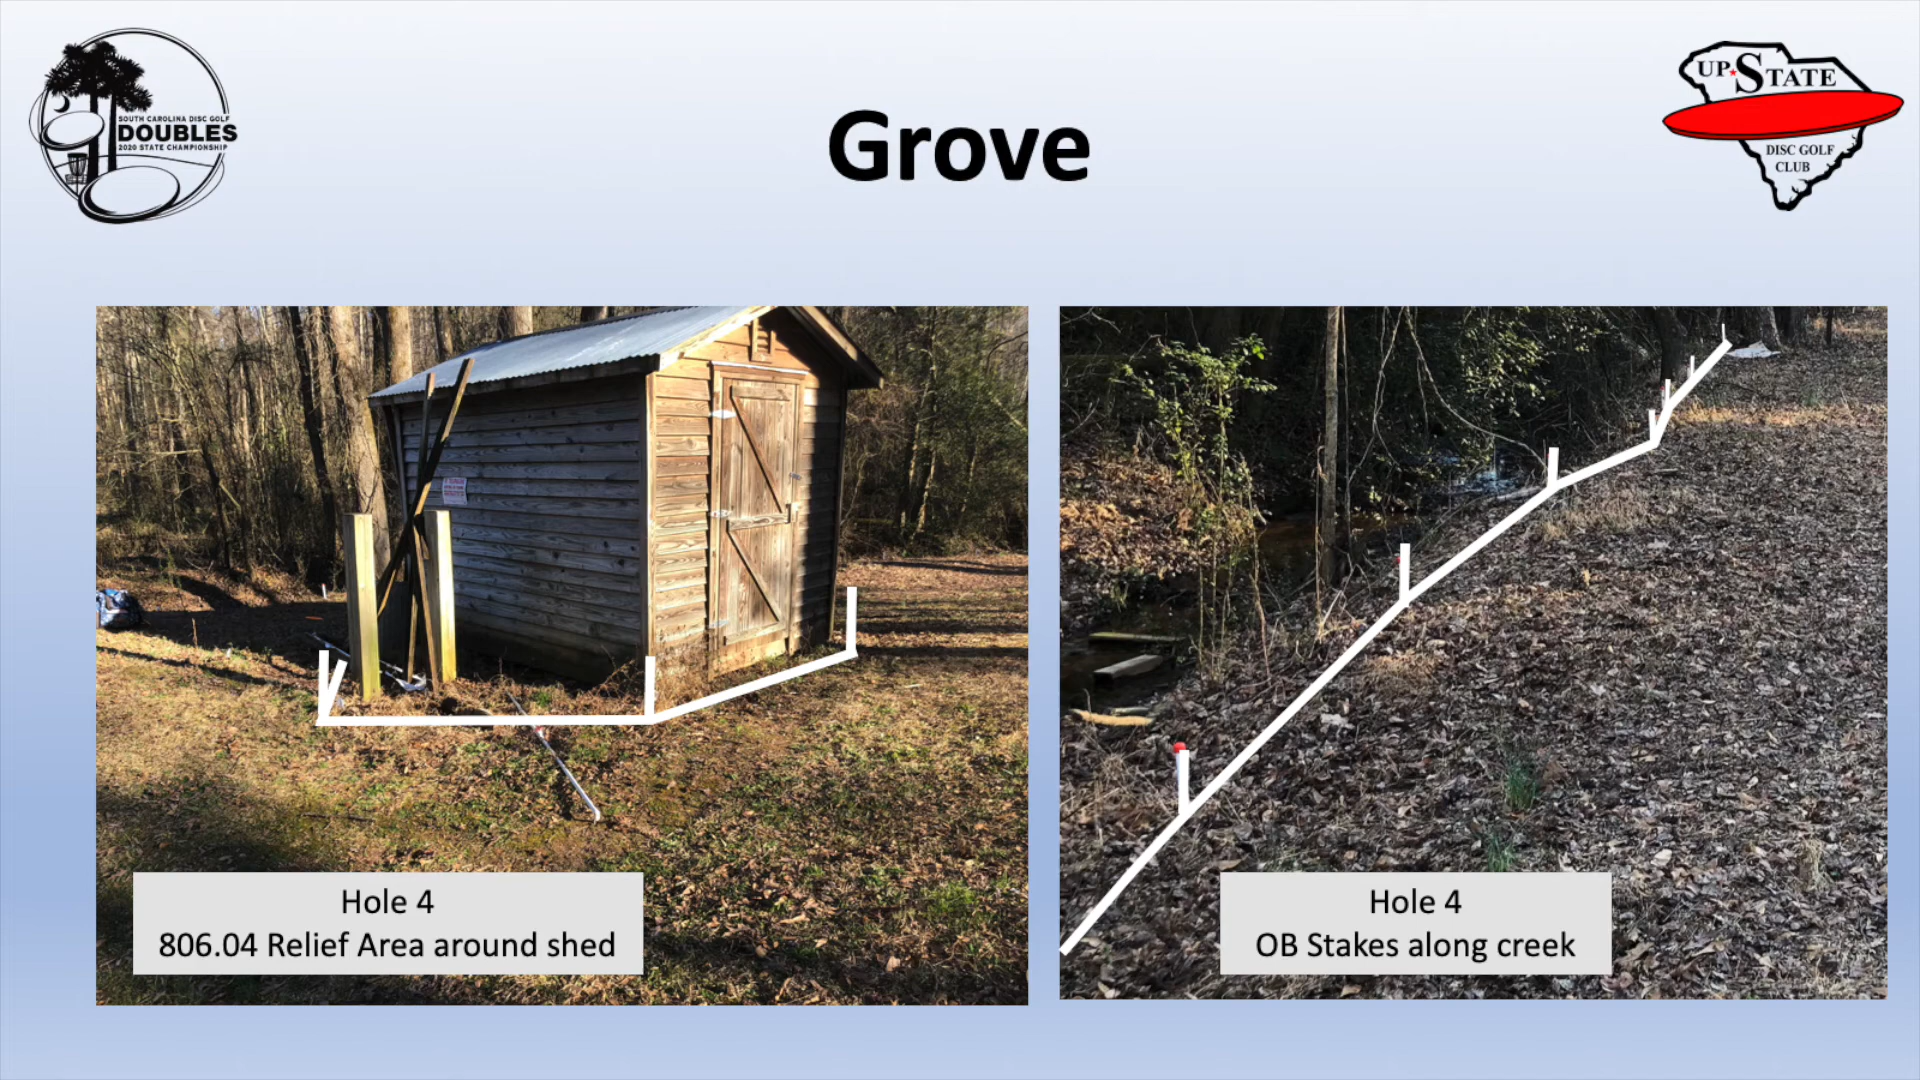 SOUTH CAROLINA DISC GOLF
DOUBLES
2020 STATE CHAMPIONSHIP
Grove
UP★STATE
DISC GOLF
CLUB
Hole 4
806.04 Relief Area around shed
Hole 4
OB Stakes along creek